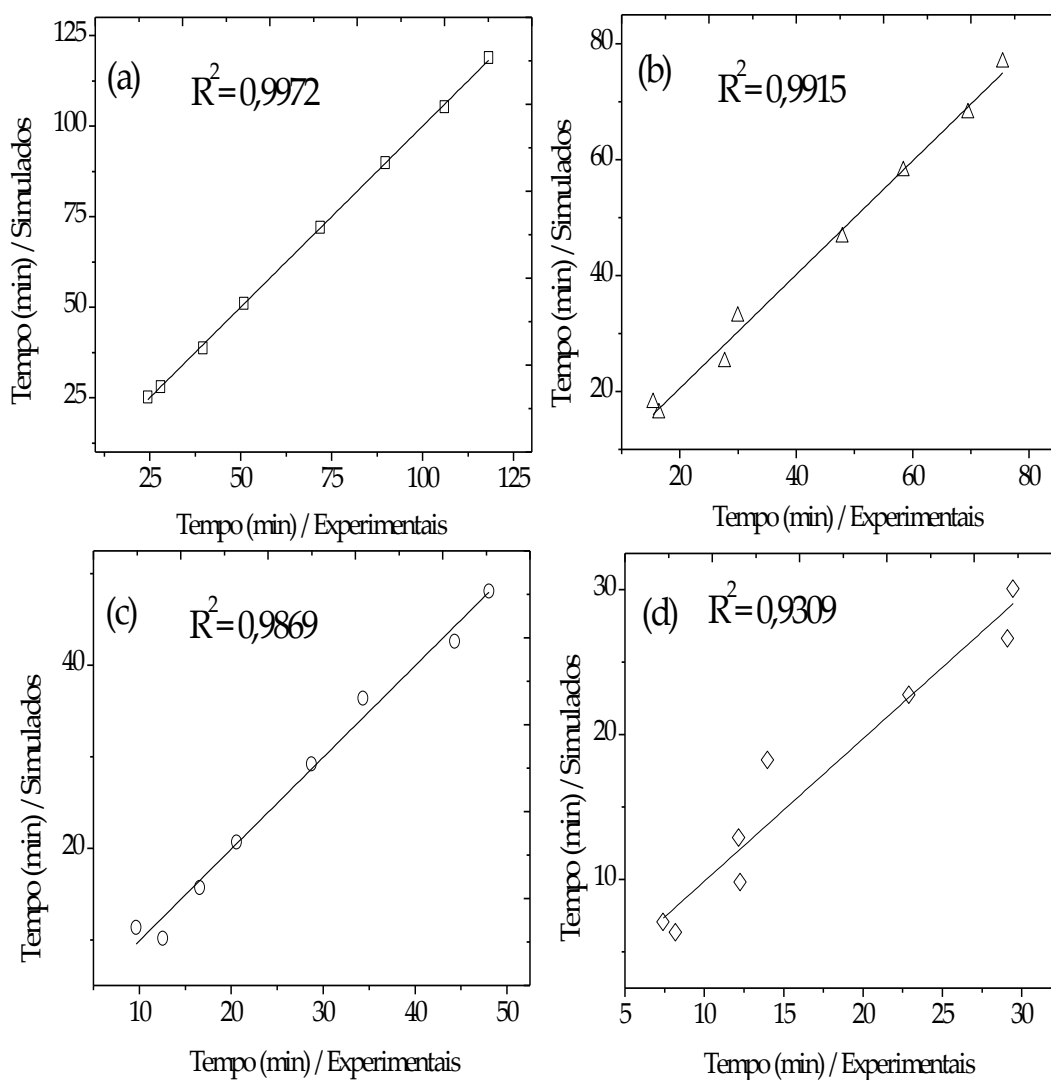 (a)
R²=0,9972
Tempo (min) / Simulados
125
100
75
50
25
25 50 75 100 125
Tempo (min) / Experimentais
(b)
R²=0,9915
Tempo (min) / Simulados
80
60
40
20
20 40 60 80
Tempo (min) / Experimentais
(c)
R²=0,9869
Tempo (min) / Simulados
40
20
10 20 30 40 50
Tempo (min) / Experimentais
(d)
R²=0,9309
Tempo (min) / Simulados
30
20
10
5 10 15 20 25 30
Tempo (min) / Experimentais